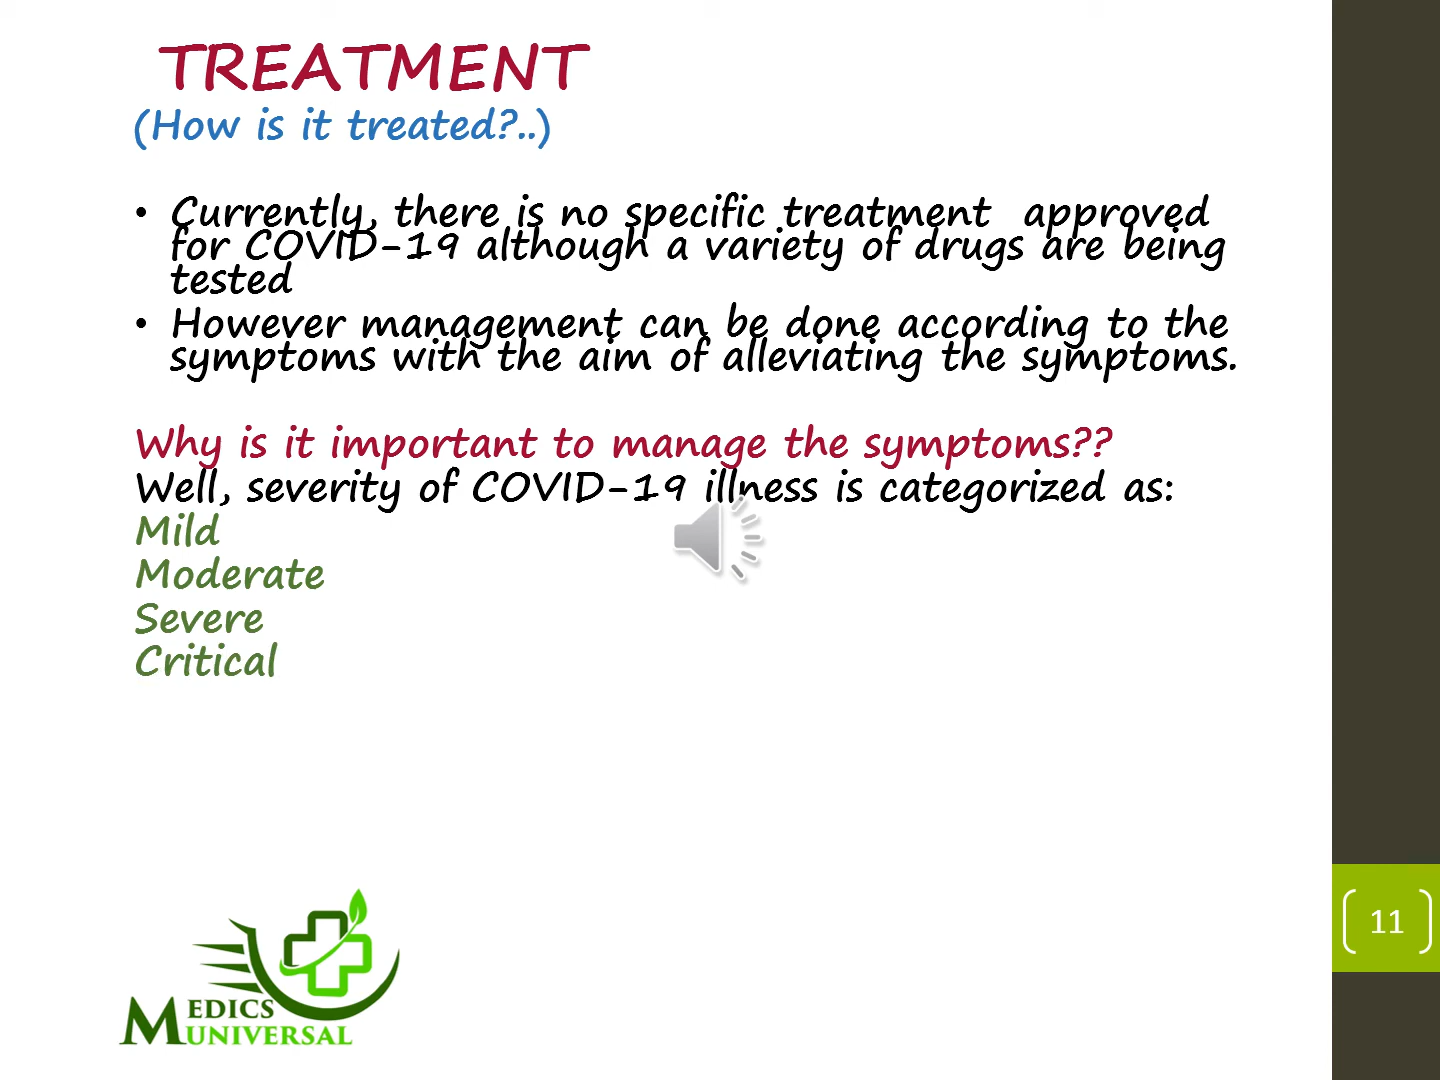 TREATMENT
(How is it treated?..)
• Currently, there is no specific treatment approved
for COVID-19 although a variety of drugs are being
tested
• However management can be done according to the
symptoms with the aim of alleviating the symptoms.
Why is it important to manage the symptoms??
Well, severity of COVID-19 illness is categorized as:
Mild
Moderate
Severe
Critical
11
MEDICS
UNIVERSAL